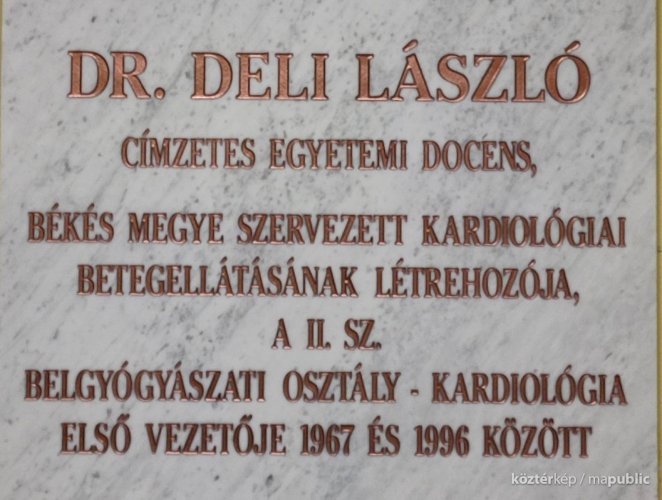 DR. DELI LÁSZLÓ
CÍMZETES EGYETEMI DOCENS,
BÉKÉS MEGYE SZERVEZETT KARDIOLÓGIAI
BETEGELLÁTÁSÁNAK LÉTREHOZÓJA,
A II. SZ.
BELGYÓGYÁSZATI OSZTÁLY - KARDIOLÓGIA
ELSŐ VEZETŐJE 1967 ÉS 1996 KÖZÖTT
köztérkép / mapublic